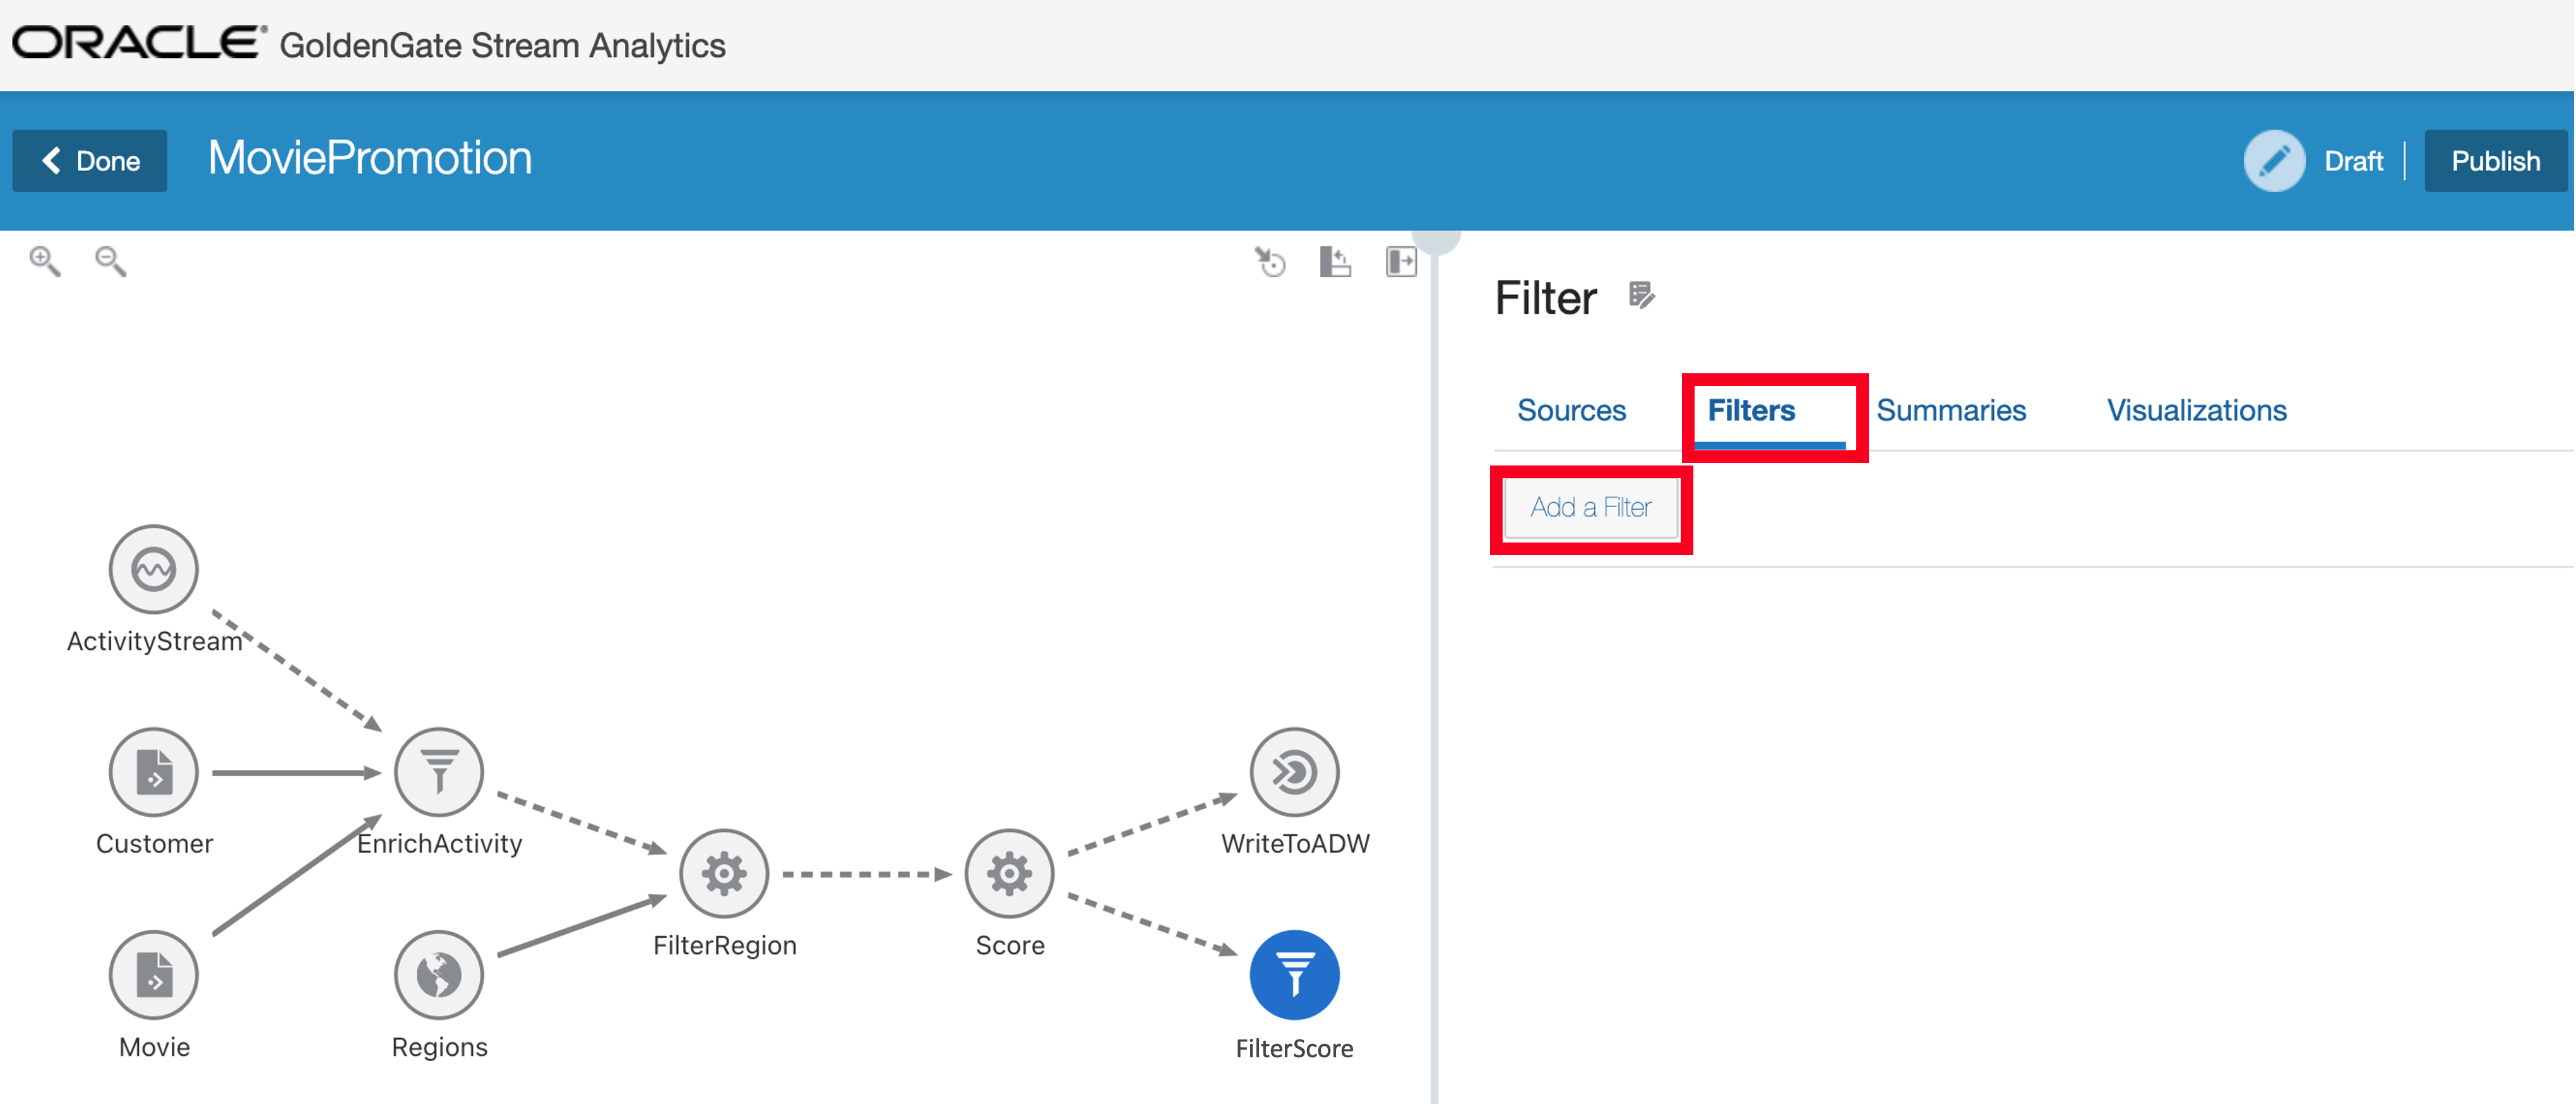 ORACLE® GoldenGate Stream Analytics
Done
MoviePromotion
Draft
Publish
Filter
Sources
Filters
Summaries
Visualizations
Add a Filter
ActivityStream
Customer
EnrichActivity
WriteToADW
FilterRegion
Score
Movie
Regions
FilterScore